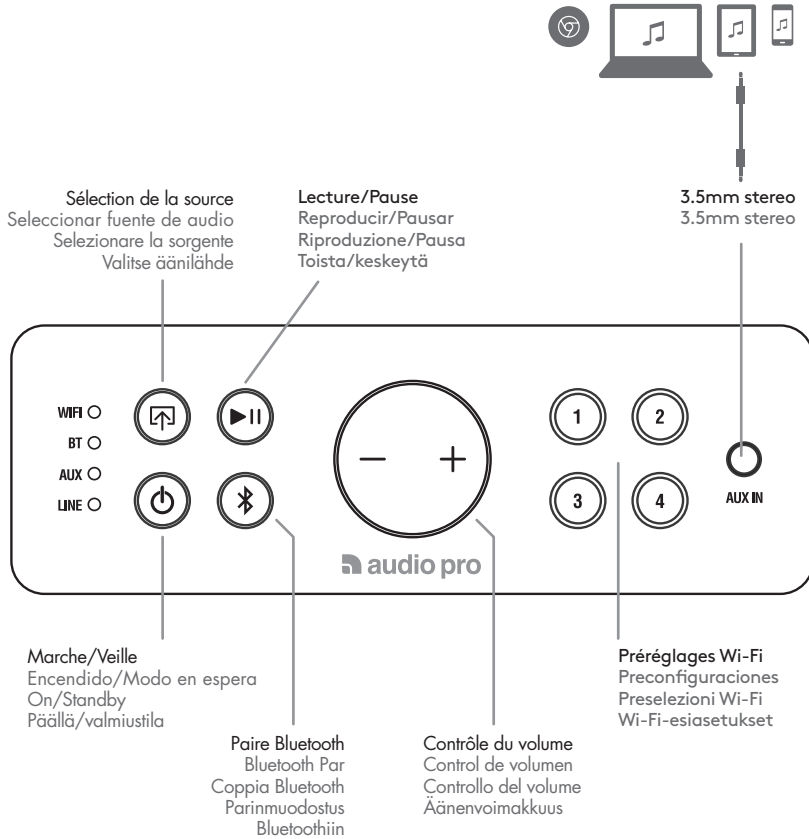 Sélection de la source
Seleccionar fuente de audio
Selezionare la sorgente
Valitse äänilähde
Lecture/Pause
Reproducir/Pausar
Riproduzione/Pausa
Toista/keskeytä
3.5mm stereo
3.5mm stereo
WIFI
BT
AUX
LINE
1
2
3
4
AUX IN
audio pro
Marche/Veille
Encendido/Modo en espera
On/Standby
Päällä/valmiustila
Paire Bluetooth
Bluetooth Par
Coppia Bluetooth
Parinmuodostus
Bluetoothiin
Contrôle du volume
Control de volumen
Controllo del volume
Äänenvoimakkuus
Préréglages Wi-Fi
Preconfiguraciones
Preselezioni Wi-Fi
Wi-Fi-esiasetukset